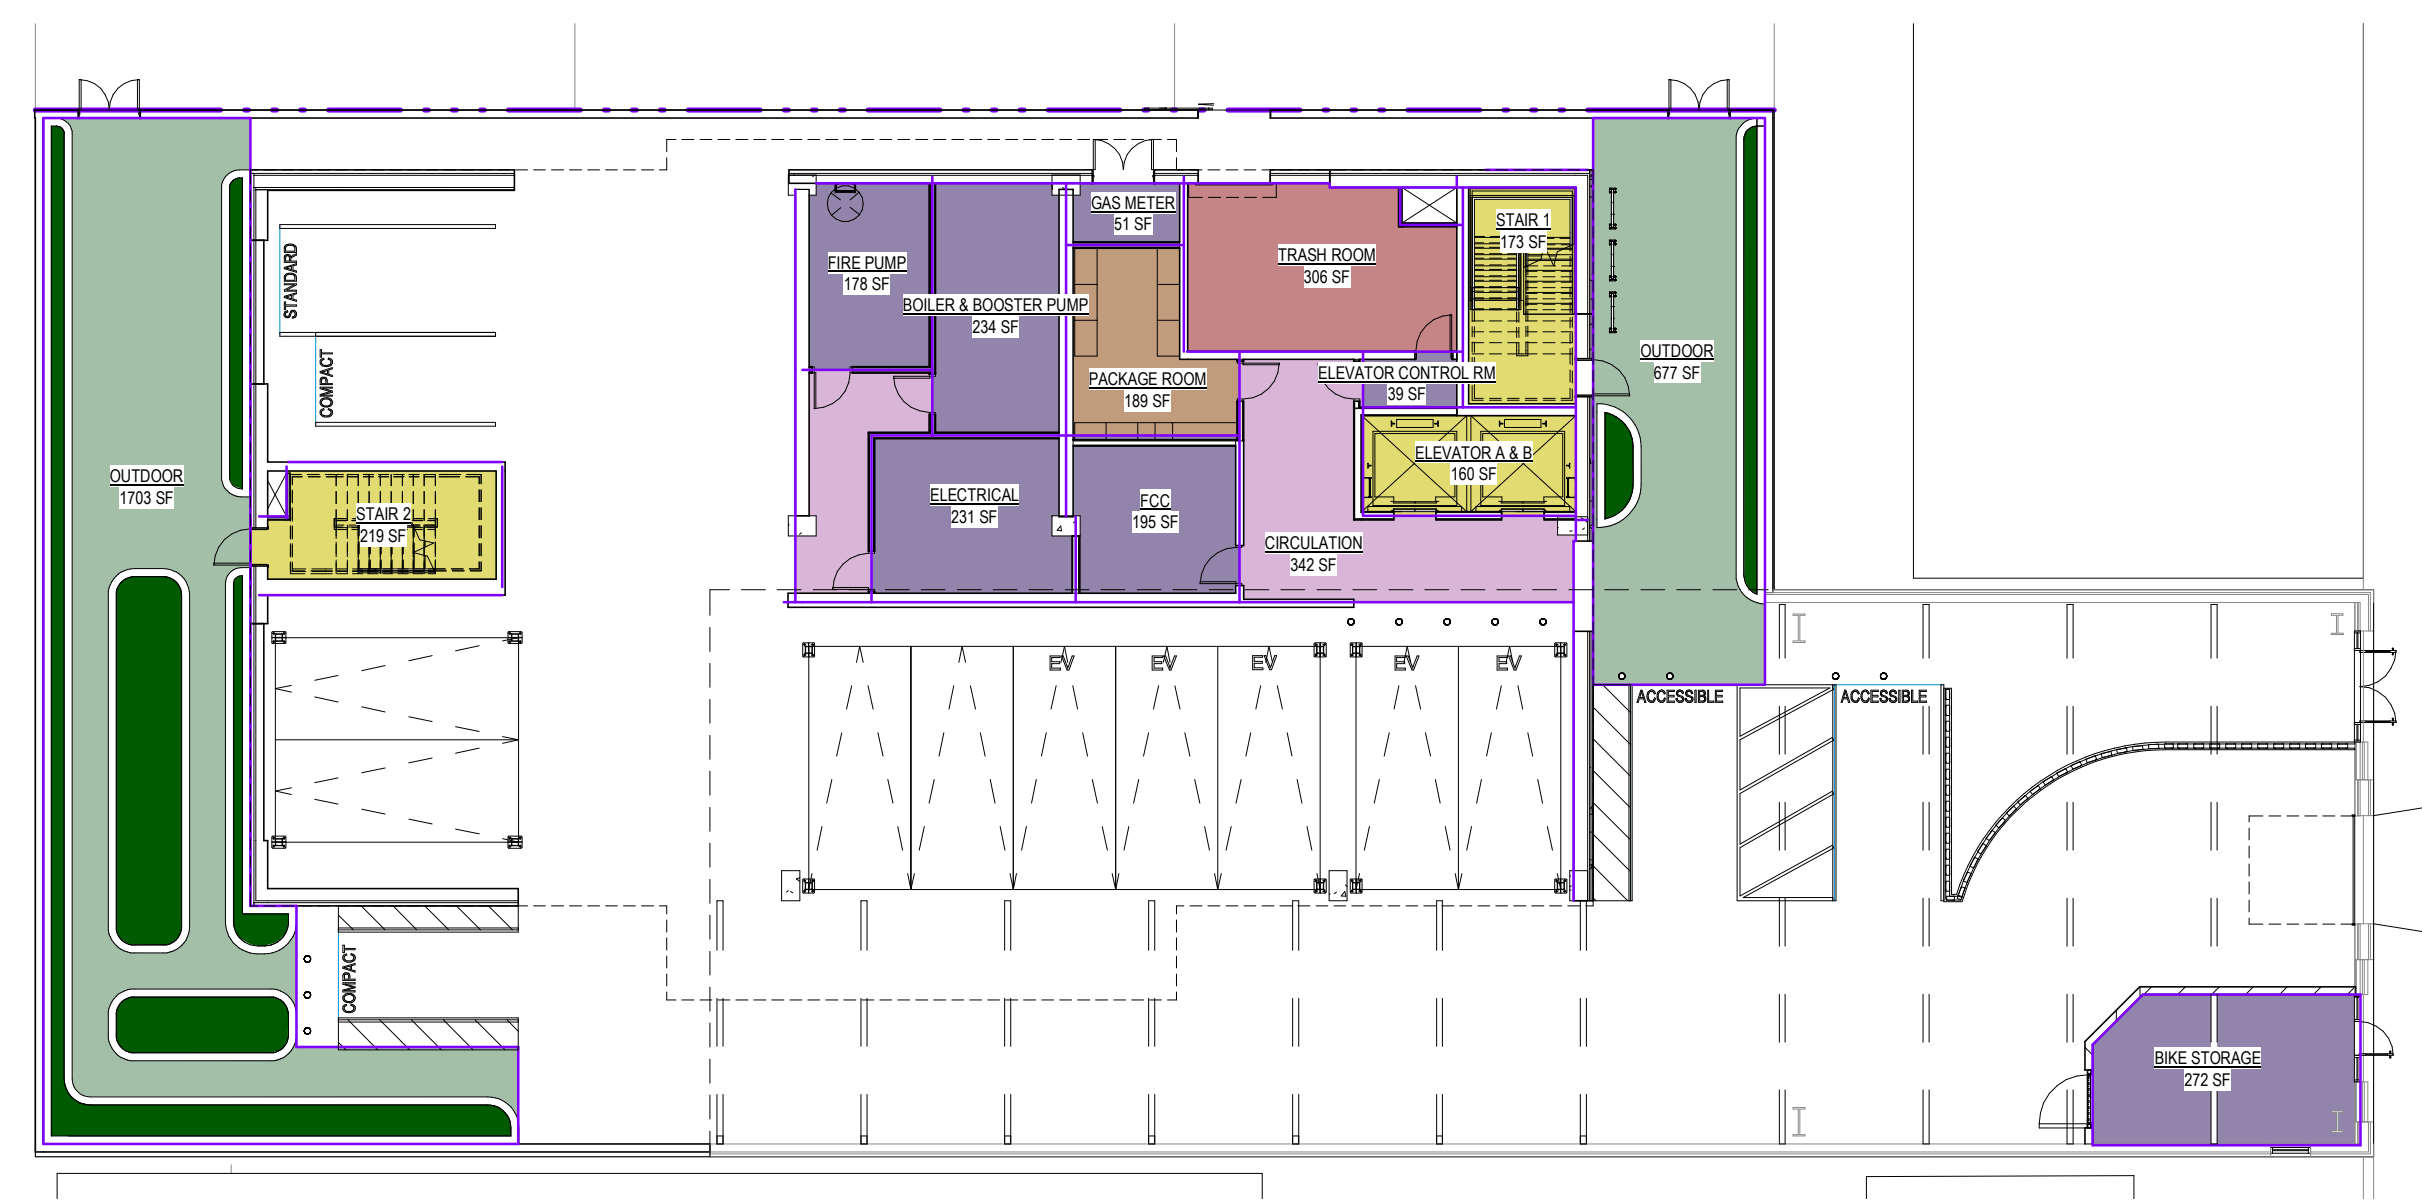 GAS METER
51 SF
STAIR 1
173 SF
TRASH ROOM
306 SF
FIRE PUMP
178 SF
STANDARD
BOILER & BOOSTER PUMP
234 SF
OUTDOOR
677 SF
COMPACT
PACKAGE ROOM
189 SF
ELEVATOR CONTROL RM
39 SF
ELEVATOR A & B
160 SF
OUTDOOR
1703 SF
STAIR 2
219 SF
ELECTRICAL
231 SF
FCC
195 SF
CIRCULATION
342 SF
EV
EV
EV
EV
EV
ACCESSIBLE
ACCESSIBLE
COMPACT
BIKE STORAGE
272 SF